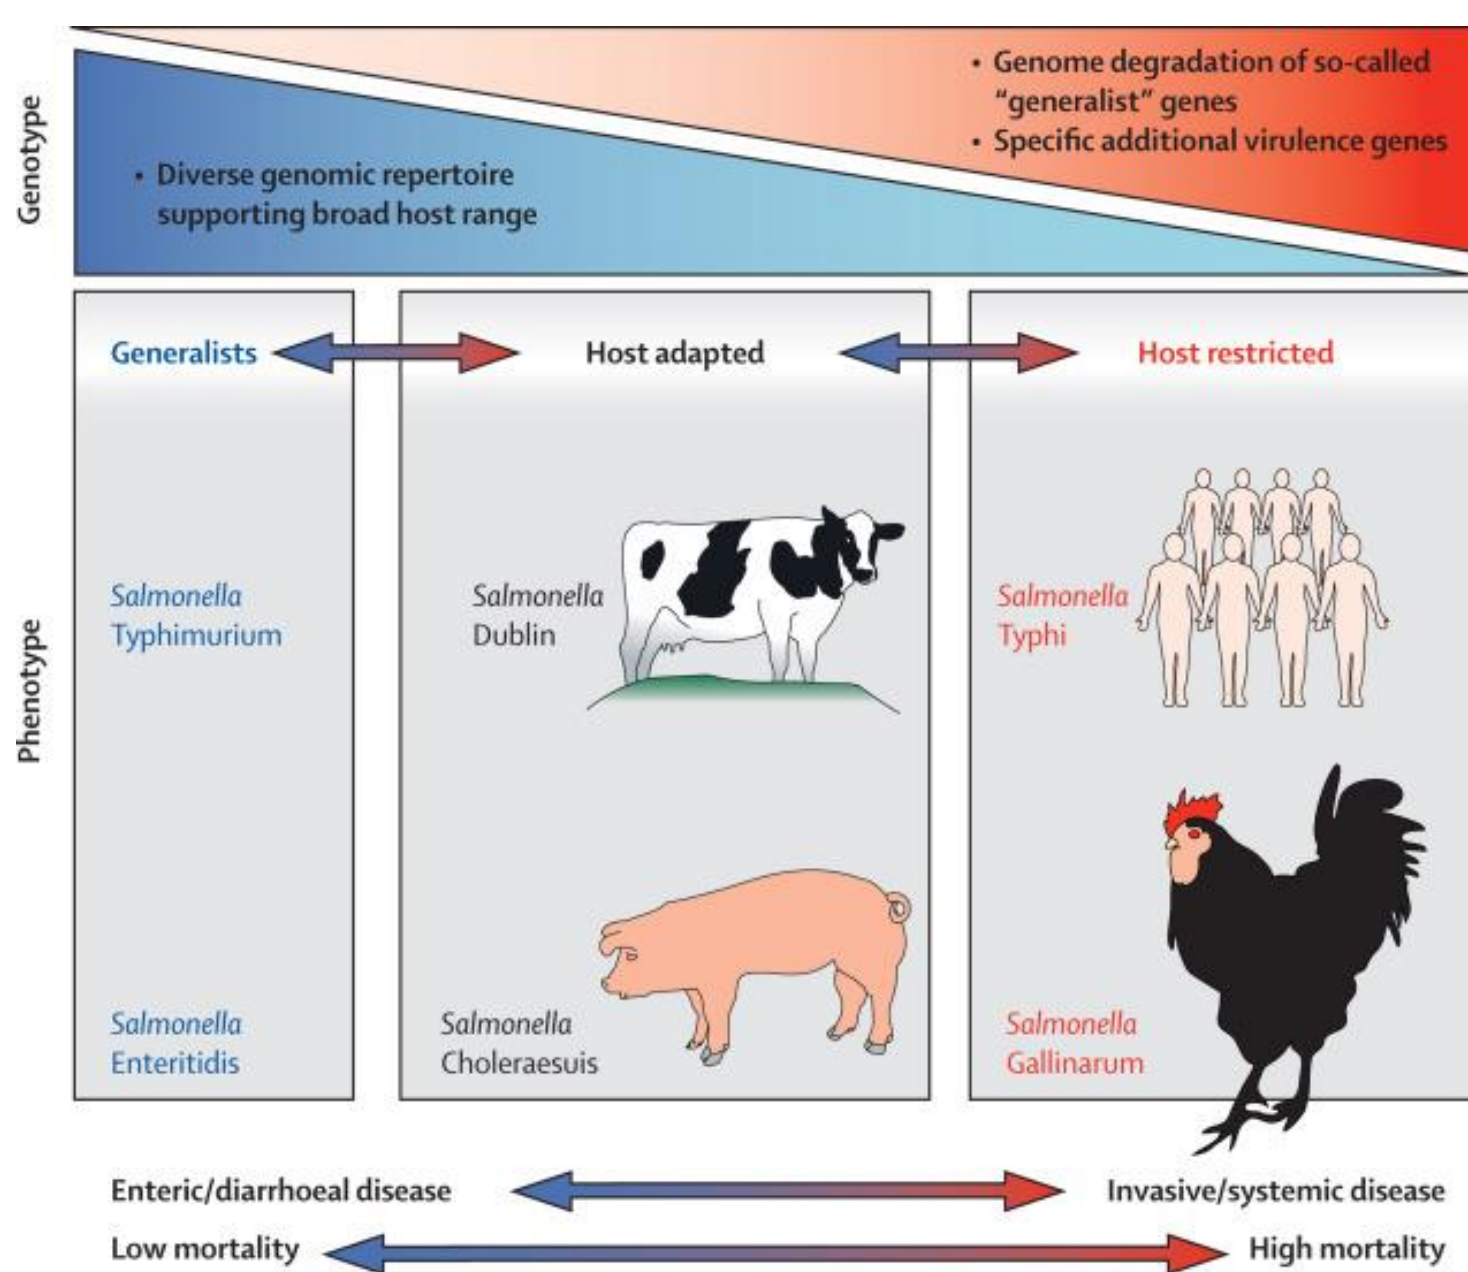 Genotype
• Genome degradation of so-called
“generalist” genes
• Specific additional virulence genes
• Diverse genomic repertoire
supporting broad host range
Phenotype
Generalists
Host adapted
Host restricted
Salmonella
Typhimurium
Salmonella
Dublin
Salmonella
Typhi
Salmonella
Enteritidis
Salmonella
Choleraesuis
Salmonella
Gallinarum
Enteric/diarrhoeal disease
Invasive/systemic disease
Low mortality
High mortality